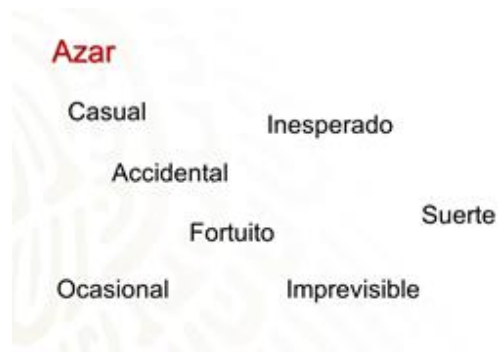 Azar
Casual
Inesperado
Accidental
Suerte
Fortuito
Ocasional
Imprevisible